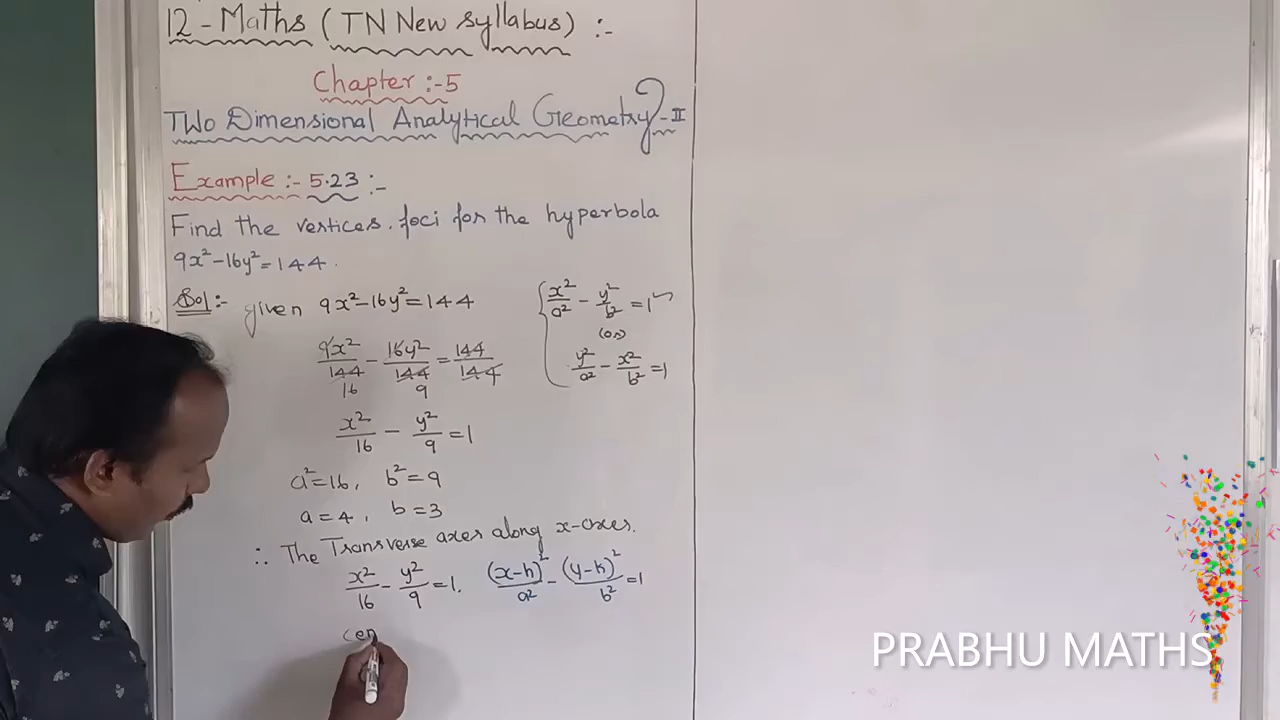 12 - Maths ( TN New syllabus) :-
Chapter :- 5
Two Dimensional Analytical Geometry - II
Example :- 5.23 :-
Find the vertices. foci for the hyperbola
9x²-16y²=144.
Sol :- given 9x²-16y²=144
x²/a² - y²/b² = 1
(or)
y²/a² - x²/b² = 1
9x²/144 - 16y²/144 = 144/144
16 9
x²/16 - y²/9 = 1
a²=16, b²=9
a=4, b=3
∴ The Transverse axes along x-axes.
x²/16 - y²/9 = 1. (x-h)²/a² - (y-k)²/b² = 1
cen
PRABHU MATHS